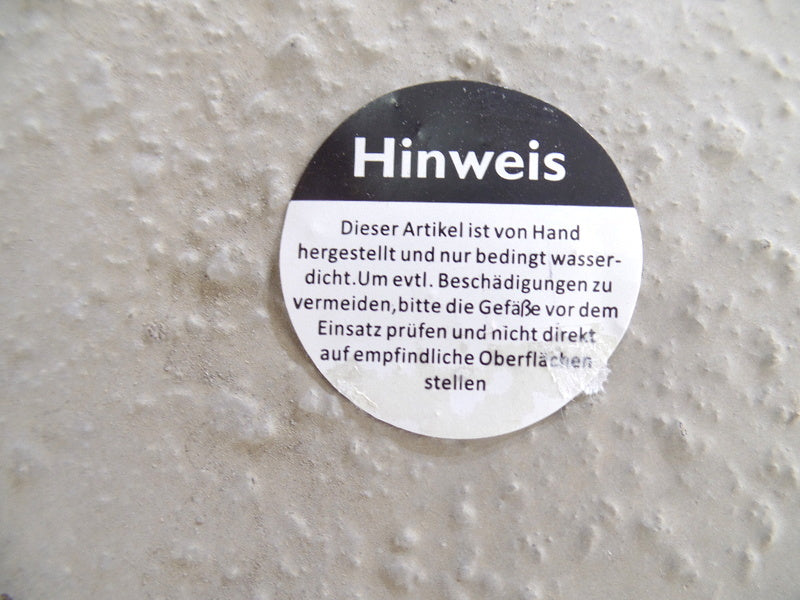 Hinweis
Dieser Artikel ist von Hand
hergestellt und nur bedingt wasser-
dicht.Um evtl. Beschädigungen zu
vermeiden,bitte die Gefäße vor dem
Einsatz prüfen und nicht direkt
auf empfindliche Oberflächen
stellen